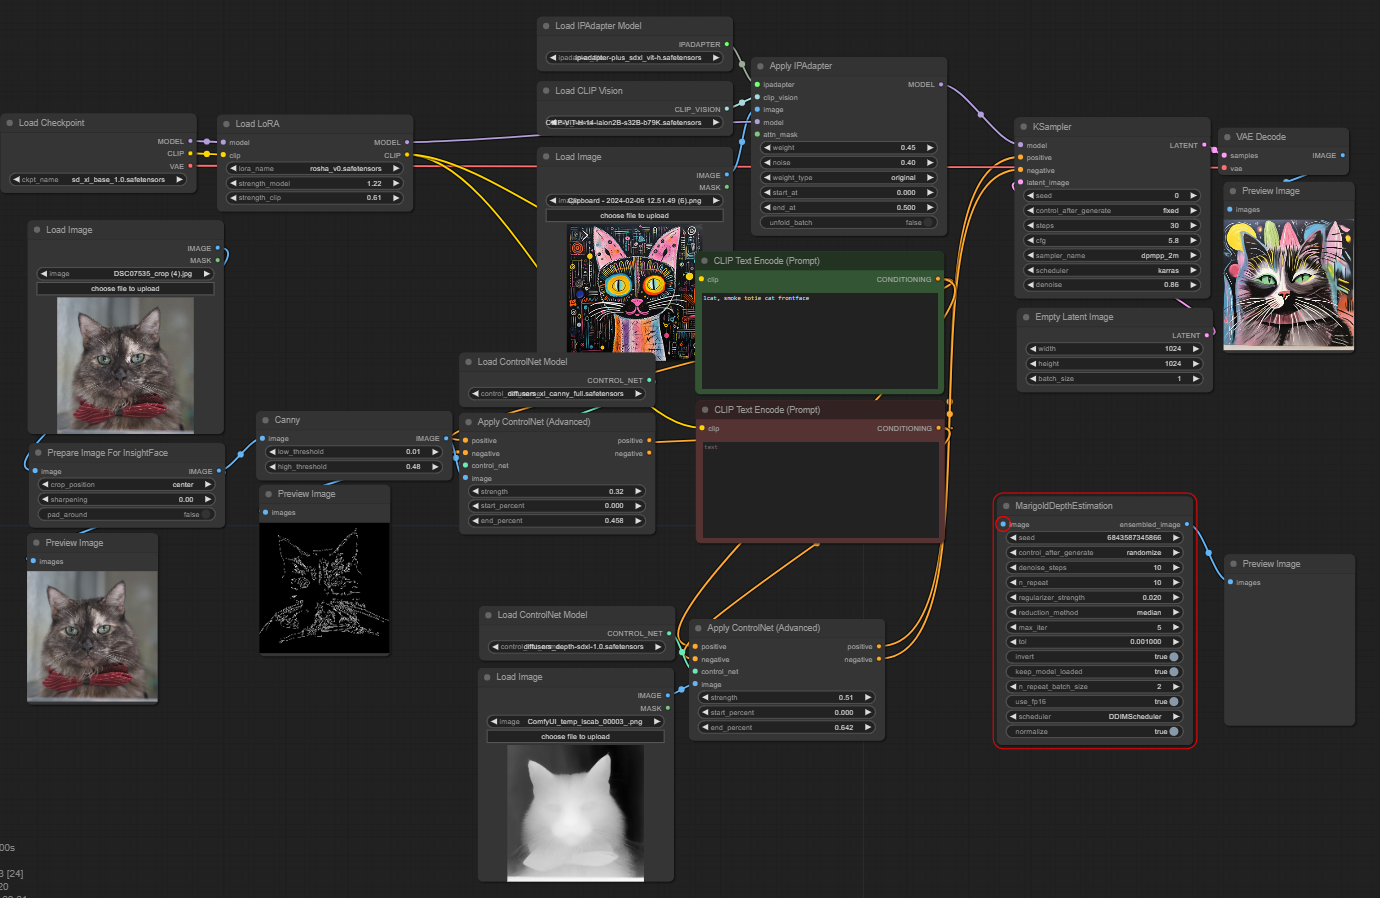 Load Checkpoint
MODEL
CLIP
VAE
ckpt_name sd_xl_base_1.0.safetensors
Load LoRA
model MODEL
clip CLIP
lora_name rosha_v0.safetensors
strength_model 1.22
strength_clip 0.61
Load IPAdapter Model
IPADAPTER
ip-adapter-plus_sdxl_vit-h.safetensors
Load CLIP Vision
CLIP_VISION
CLIP-ViT-H-14-laion2B-s32B-b79K.safetensors
Load Image
IMAGE
MASK
Clipboard - 2024-02-06 12.51.49 (6).png
choose file to upload
Apply IPAdapter
ipadapter MODEL
clip_vision
image
model
attn_mask
weight 0.45
noise 0.40
weight_type original
start_at 0.000
end_at 0.500
unfold_batch false
KSampler
model LATENT
positive
negative
latent_image
seed 0
control_after_generate fixed
steps 30
cfg 5.8
sampler_name dpmpp_2m
scheduler karras
denoise 0.86
VAE Decode
samples IMAGE
vae
Preview Image
images
Empty Latent Image
LATENT
width 1024
height 1024
batch_size 1
Load Image
IMAGE
MASK
image DSC07535_crop (4).jpg
choose file to upload
CLIP Text Encode (Prompt)
clip CONDITIONING
1cat, smoke totie cat frontface
CLIP Text Encode (Prompt)
clip CONDITIONING
text
Load ControlNet Model
CONTROL_NET
diffusers_xl_canny_full.safetensors
Apply ControlNet (Advanced)
positive positive
negative negative
control_net
image
strength 0.32
start_percent 0.000
end_percent 0.458
Canny
image IMAGE
low_threshold 0.01
high_threshold 0.48
Preview Image
images
Prepare Image For InsightFace
image IMAGE
crop_position center
sharpening 0.00
pad_around false
Preview Image
images
Load ControlNet Model
CONTROL_NET
diffusers_depth-sdxl-1.0.safetensors
Load Image
IMAGE
MASK
image ComfyUI_temp_lscab_00003_.png
choose file to upload
Apply ControlNet (Advanced)
positive positive
negative negative
control_net
image
strength 0.51
start_percent 0.000
end_percent 0.642
MarigoldDepthEstimation
image ensembled_image
seed 6843587345866
control_after_generate randomize
denoise_steps 10
n_repeat 10
regularizer_strength 0.020
reduction_method median
max_iter 5
tol 0.001000
invert true
keep_model_loaded true
n_repeat_batch_size 2
use_fp16 true
scheduler DDIMScheduler
normalize true
Preview Image
images
00s
3 [24]
20